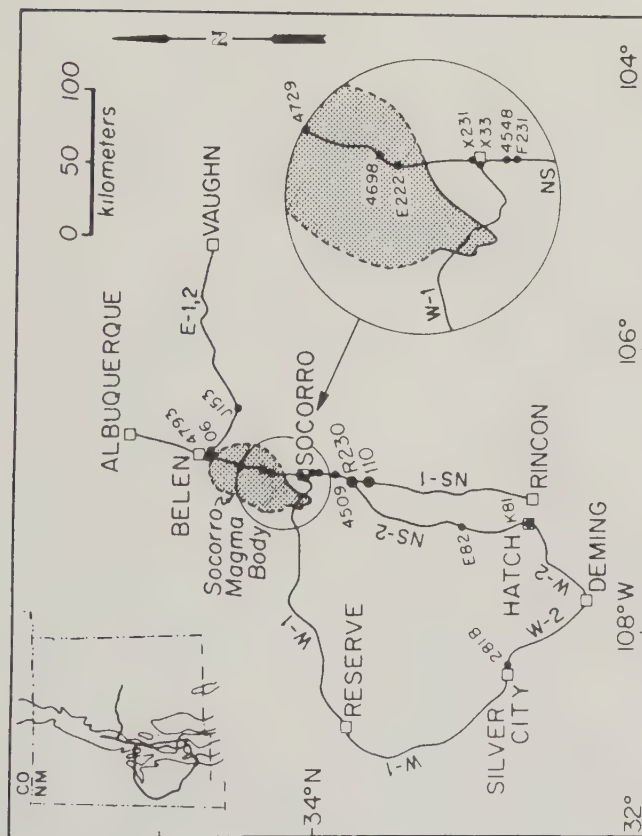 CO
NM
ALBUQUERQUE
0 50 100
kilometers
N
BELEN
4793
06
J153
E-1,2
VAUGHN
Socorro
Magma
Body
SOCORRO
4729
4698
E222
X231
X33
4548
F231
NS
W-1
W-1
RESERVE
W-1
4509
R230
110
NS-2
NS-1
E82
K81
HATCH
RINCON
W-2
W-2
DEMING
281B
SILVER
CITY
34°N
32°
108°W
106°
104°